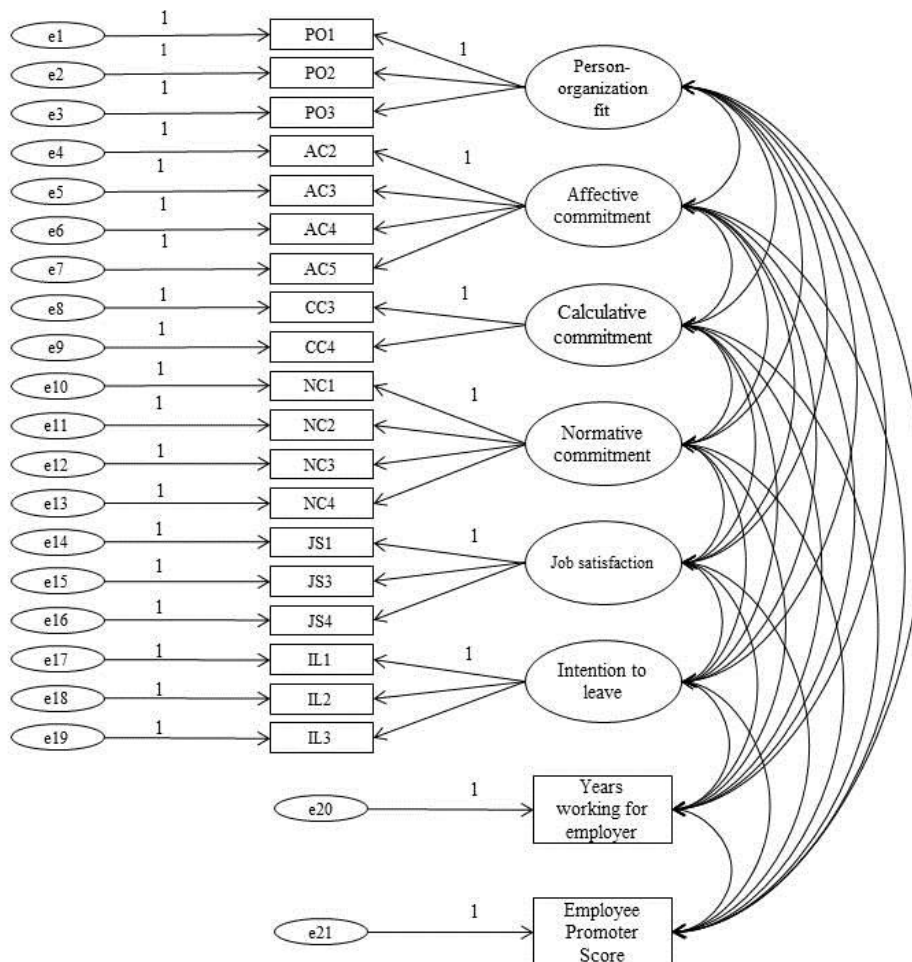 1
e1
PO1
1
Person-
organization
fit
1
e2
PO2
1
e3
PO3
1
e4
AC2
1
Affective
commitment
1
e5
AC3
1
e6
AC4
1
e7
AC5
1
e8
CC3
1
Calculative
commitment
1
e9
CC4
1
e10
NC1
1
Normative
commitment
1
e11
NC2
1
e12
NC3
1
e13
NC4
1
e14
JS1
1
Job satisfaction
1
e15
JS3
1
e16
JS4
1
e17
IL1
1
Intention to
leave
1
e18
IL2
1
e19
IL3
e20
1
Years
working for
employer
e21
1
Employee
Promoter
Score